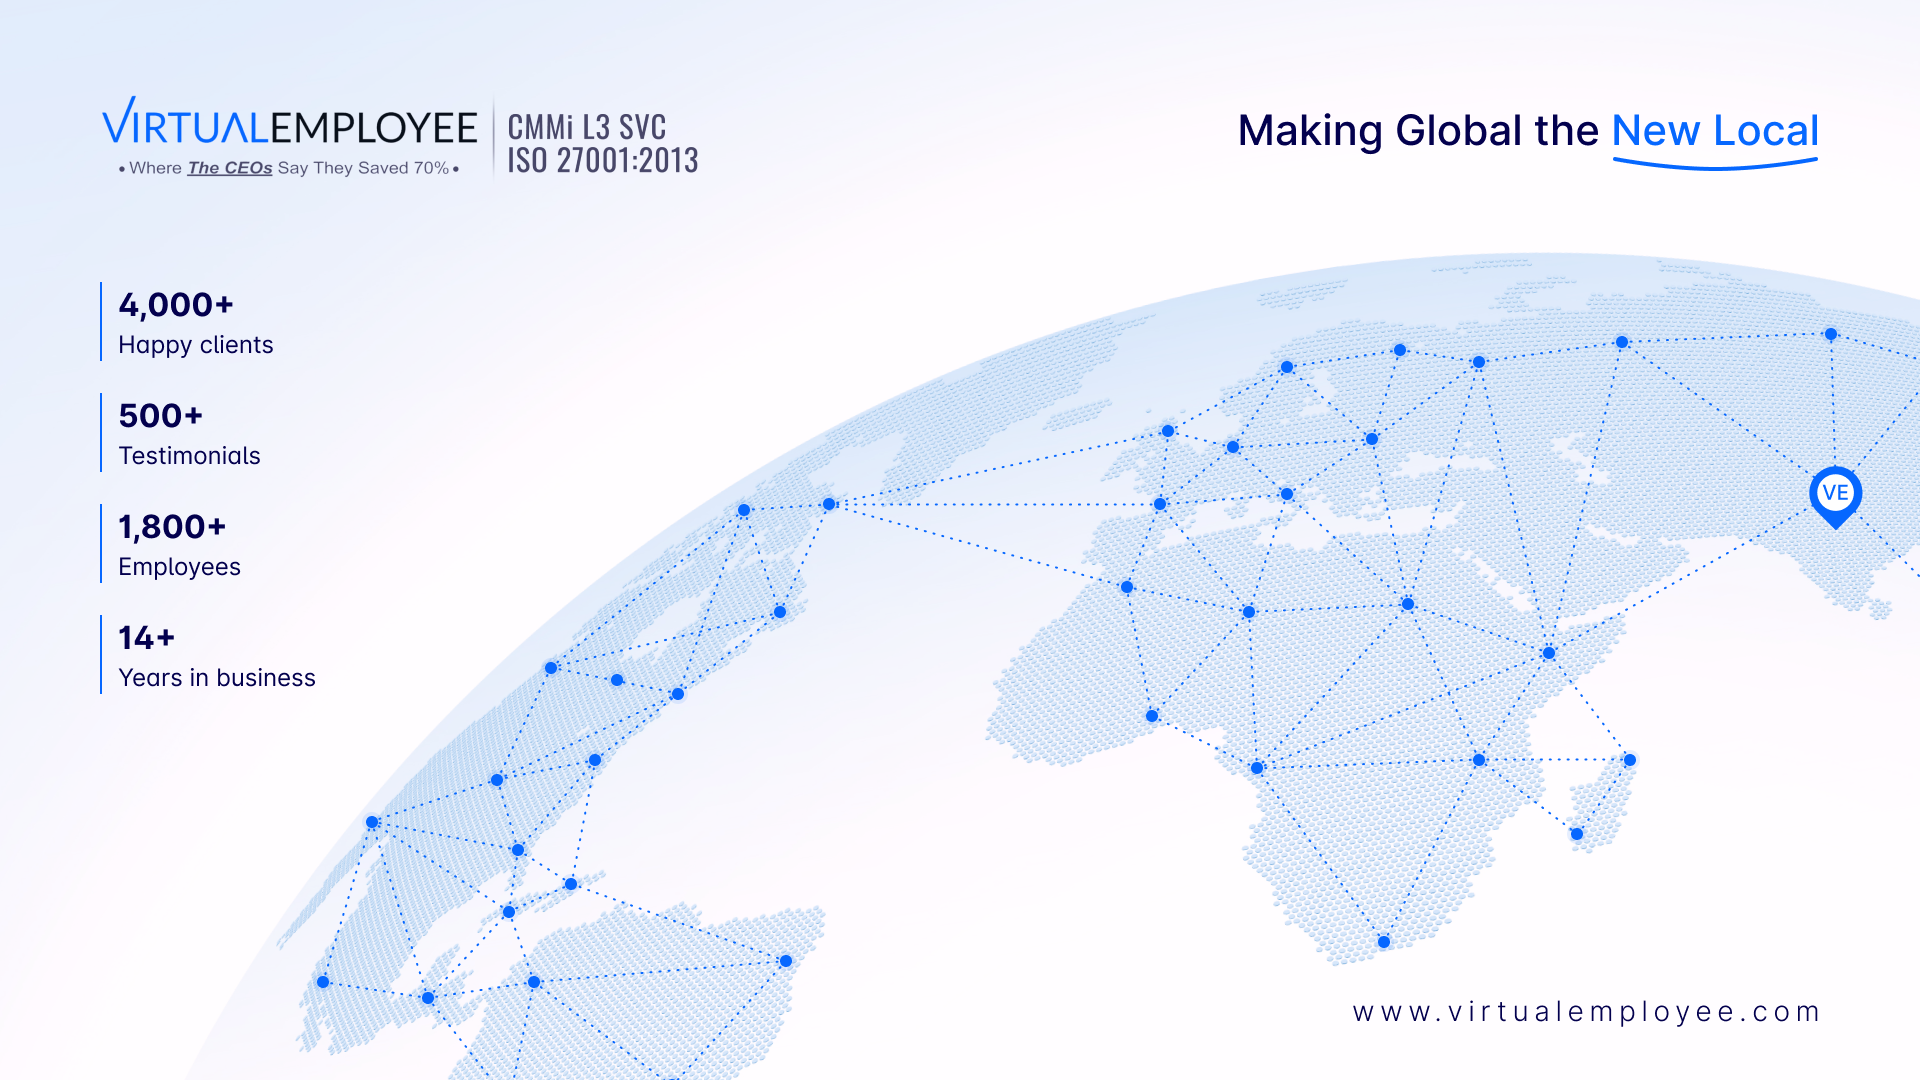 VIRTUALEMPLOYEE
• Where The CEOs Say They Saved 70% •
CMMi L3 SVC
ISO 27001:2013
Making Global the New Local
4,000+
Happy clients
500+
Testimonials
1,800+
Employees
14+
Years in business
VE
www.virtualemployee.com